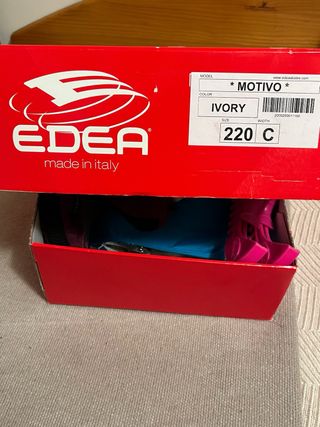 EDEA®
made in italy
MODEL
* MOTIVO *
COLOR
IVORY
SIZE
WIDTH
220
C